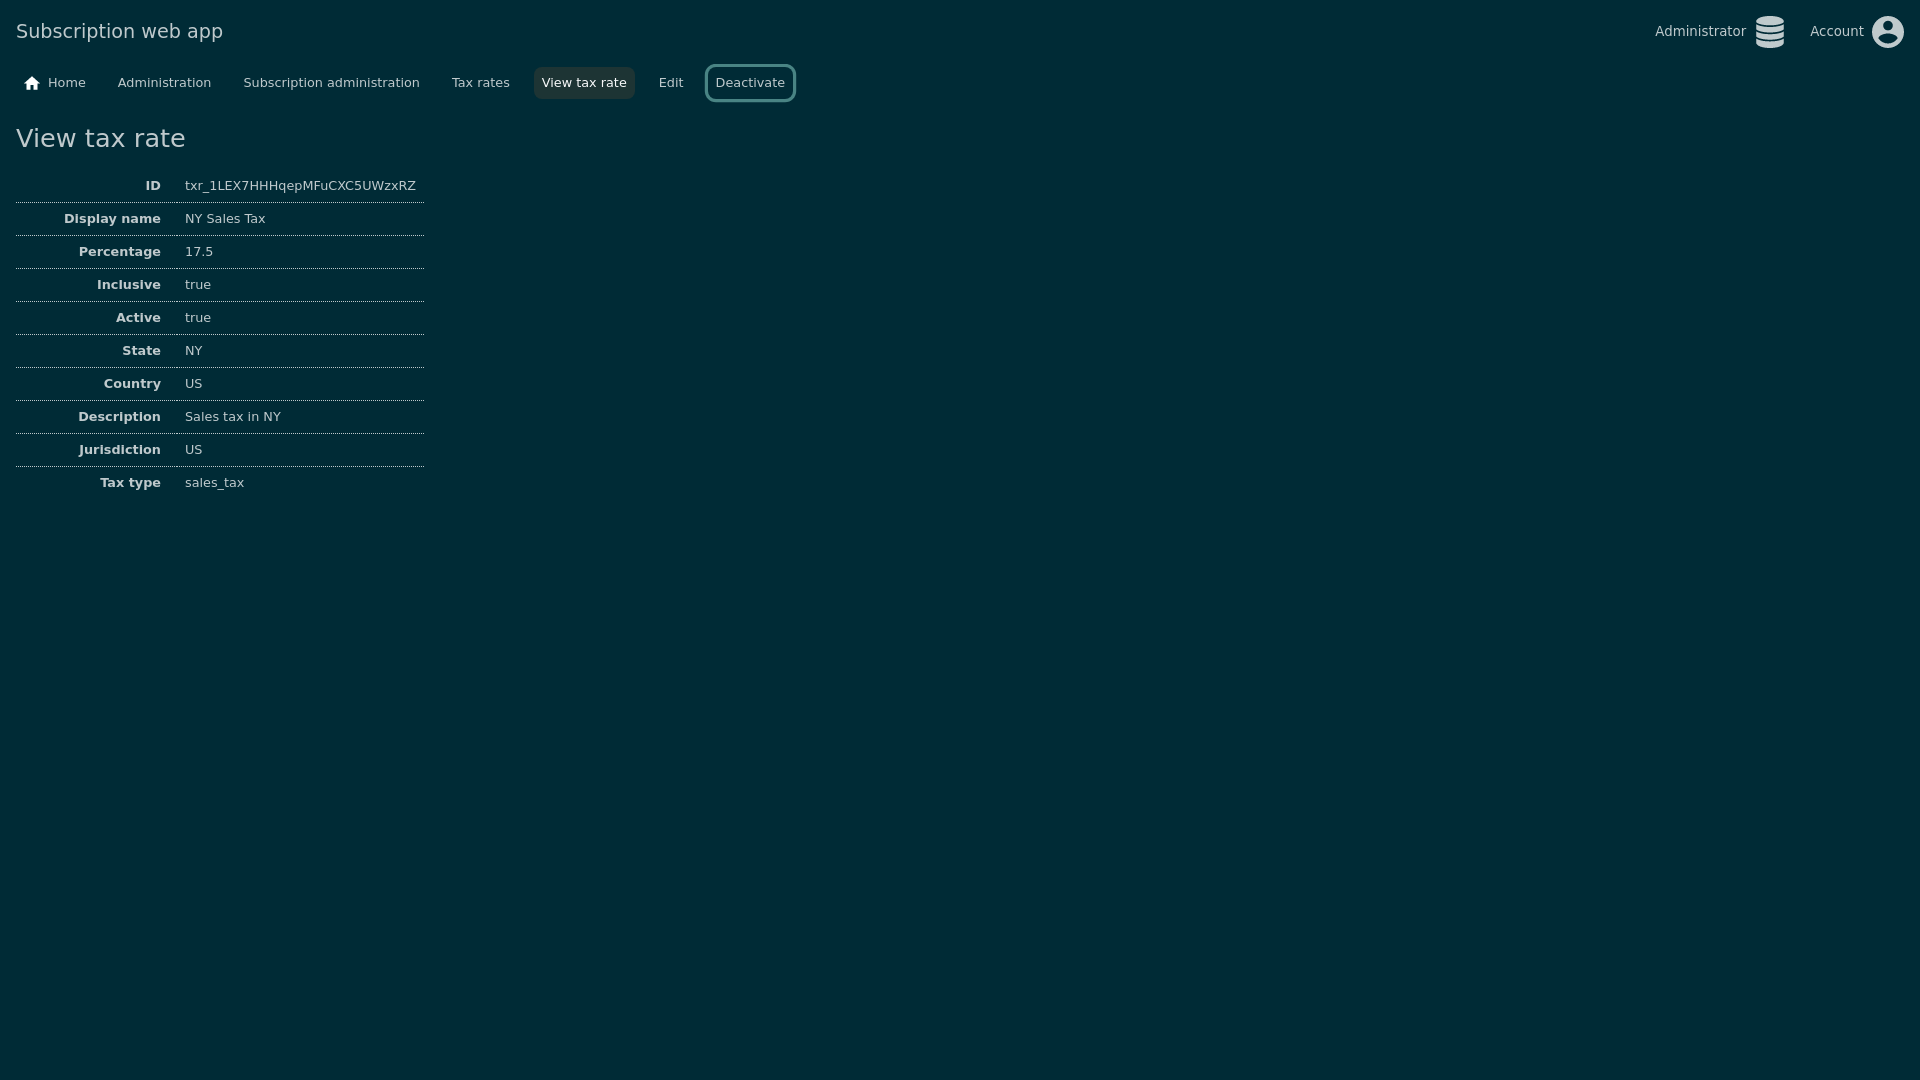 Subscription web app
Administrator Account
Home Administration Subscription administration Tax rates View tax rate Edit Deactivate
View tax rate
ID txr_1LEX7HHHqepMFuCXC5UWzxRZ
Display name NY Sales Tax
Percentage 17.5
Inclusive true
Active true
State NY
Country US
Description Sales tax in NY
Jurisdiction US
Tax type sales_tax